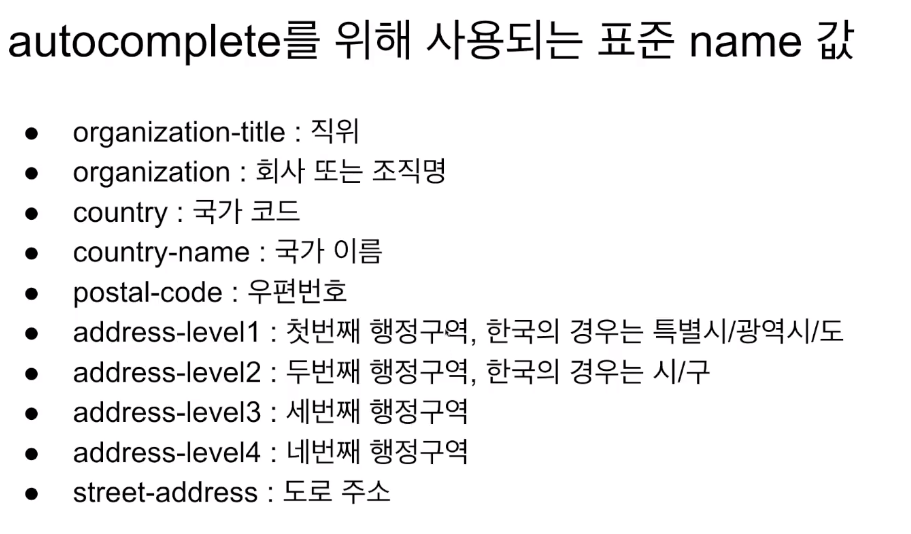 autocomplete를 위해 사용되는 표준 name 값
● organization-title : 직위
● organization : 회사 또는 조직명
● country : 국가 코드
● country-name : 국가 이름
● postal-code : 우편번호
● address-level1 : 첫번째 행정구역, 한국의 경우는 특별시/광역시/도
● address-level2 : 두번째 행정구역, 한국의 경우는 시/구
● address-level3 : 세번째 행정구역
● address-level4 : 네번째 행정구역
● street-address : 도로 주소